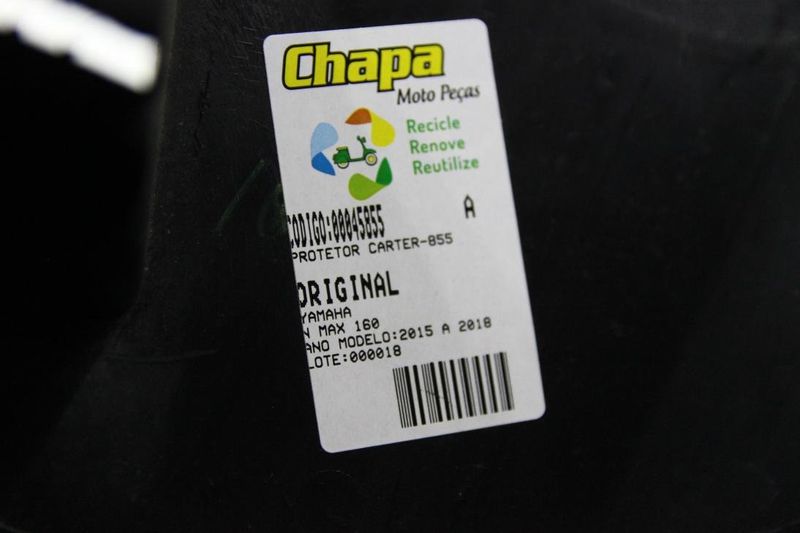 Chapa
Moto Peças
Recicle
Renove
Reutilize
CODIGO:00045855
A
PROTETOR CARTER-855
ORIGINAL
YAMAHA
N MAX 160
ANO MODELO:2015 A 2018
LOTE:000018